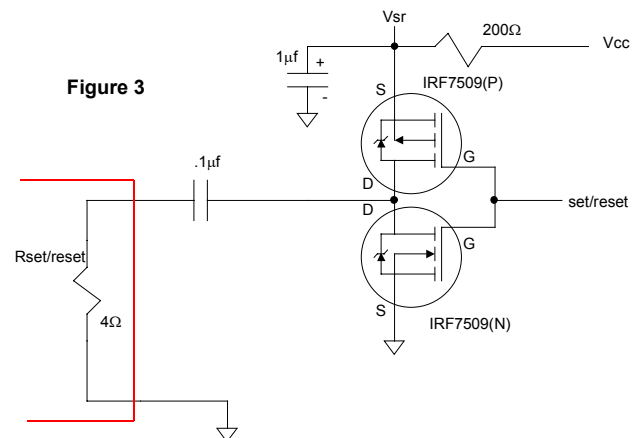 Vsr
200Ω
Vcc
1µf
+
-
Figure 3
S
IRF7509(P)
G
D
.1µf
D
set/reset
G
Rset/reset
4Ω
S
IRF7509(N)